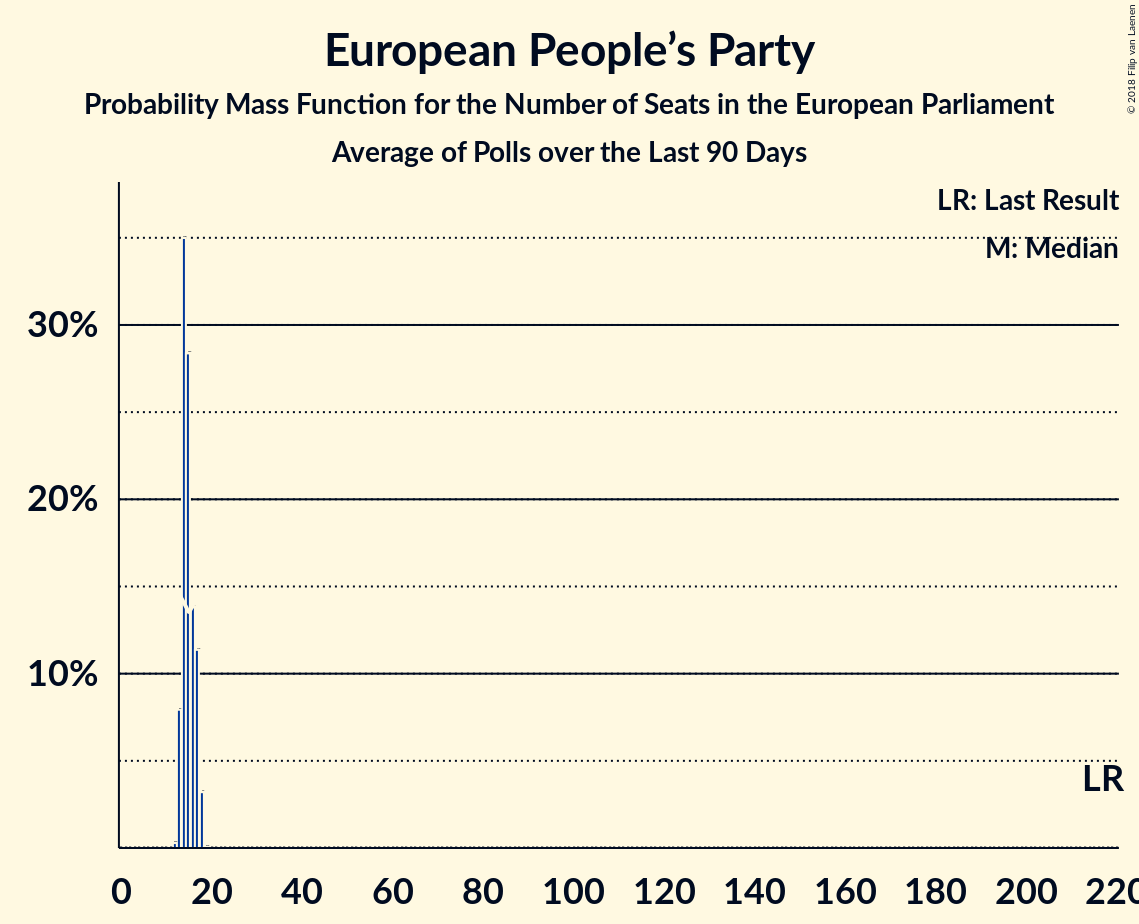 European People’s Party
Probability Mass Function for the Number of Seats in the European Parliament
Average of Polls over the Last 90 Days
© 2018 Filip van Laenen
LR: Last Result
M: Median
30%
20%
10%
LR
0 20 40 60 80 100 120 140 160 180 200 220